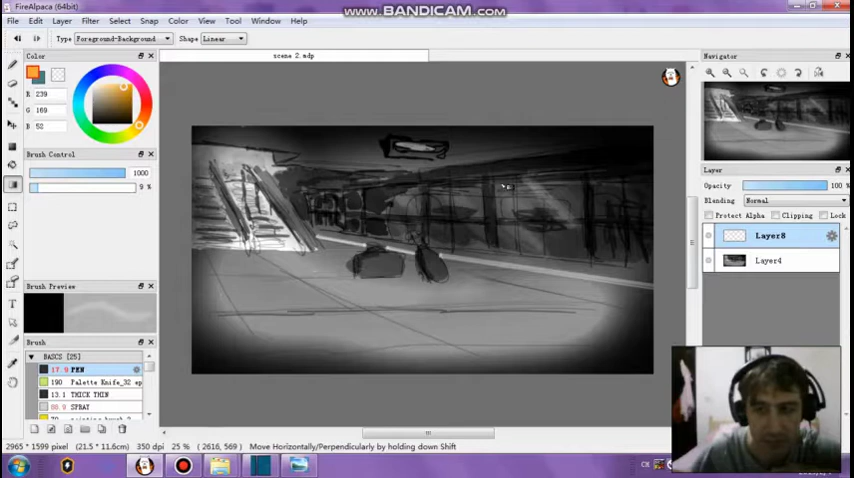 FireAlpaca (64bit)
www.BANDICAM.com
File Edit Layer Filter Select Snap Color View Tool Window Help
Type Foreground-Background Shape Linear
Color
scene 2.mdp
Navigator
R 239
G 169
B 52
Brush Control
1000
9 %
Layer
Opacity 100 %
Blending Normal
Protect Alpha Clipping Lock
Layer8
Layer4
Brush Preview
Brush
BASCS [25]
17.9 PEN
190 Palette Knife_32 ep
13.1 THICK THIN
SPRAY
2965 * 1599 pixel (21.5 * 11.6cm) 350 dpi 25 % ( 2616, 569 ) Move Horizontally/Perpendicularly by holding down Shift